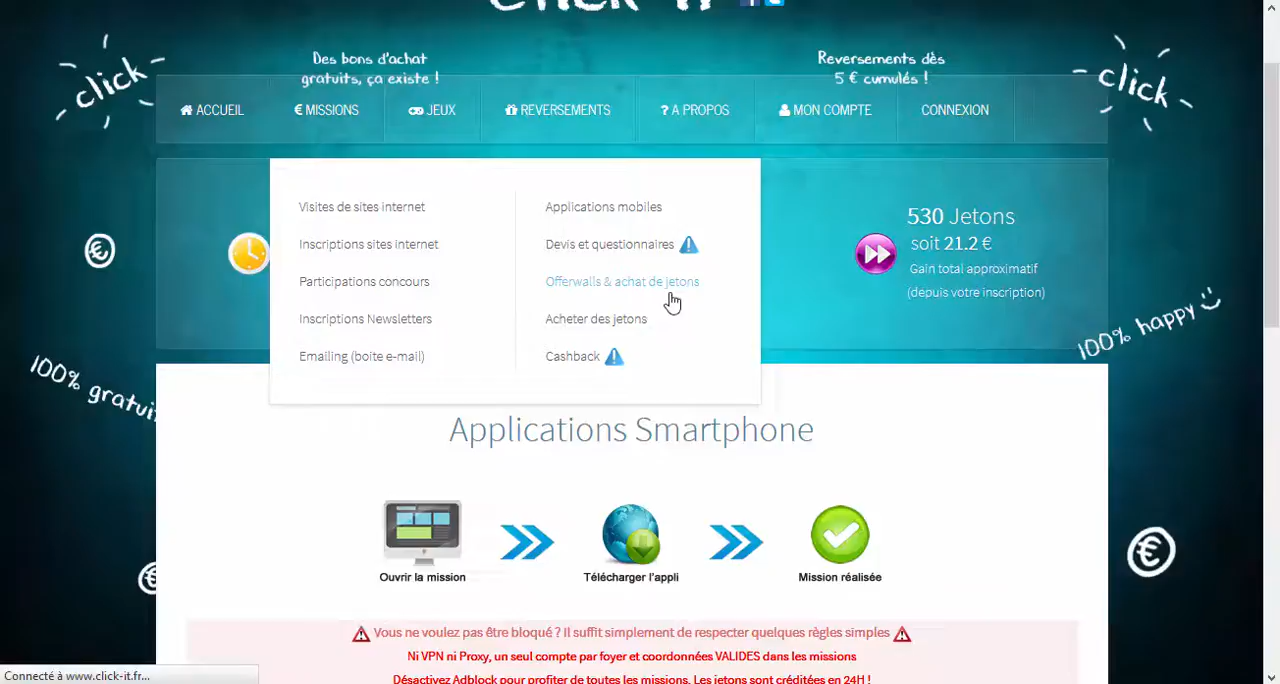 Click-it
Des bons d'achat
gratuits, ça existe !
Reversements dès
5 € cumulés !
click
click
ACCUEIL
€ MISSIONS
JEUX
REVERSEMENTS
? A PROPOS
MON COMPTE
CONNEXION
Visites de sites internet
Applications mobiles
Inscriptions sites internet
Devis et questionnaires
Participations concours
Offerwalls & achat de jetons
Inscriptions Newsletters
Acheter des jetons
Emailing (boite e-mail)
Cashback
530 Jetons
soit 21.2 €
Gain total approximatif
(depuis votre inscription)
€
100% happy
100% gratuit
Applications Smartphone
Ouvrir la mission
Télécharger l'appli
Mission réalisée
€
€
Vous ne voulez pas être bloqué ? Il suffit simplement de respecter quelques règles simples
Ni VPN ni Proxy, un seul compte par foyer et coordonnées VALIDES dans les missions
Désactivez Adblock pour profiter de toutes les missions. Les jetons sont créditées en 24H !
Connecté à www.click-it.fr...